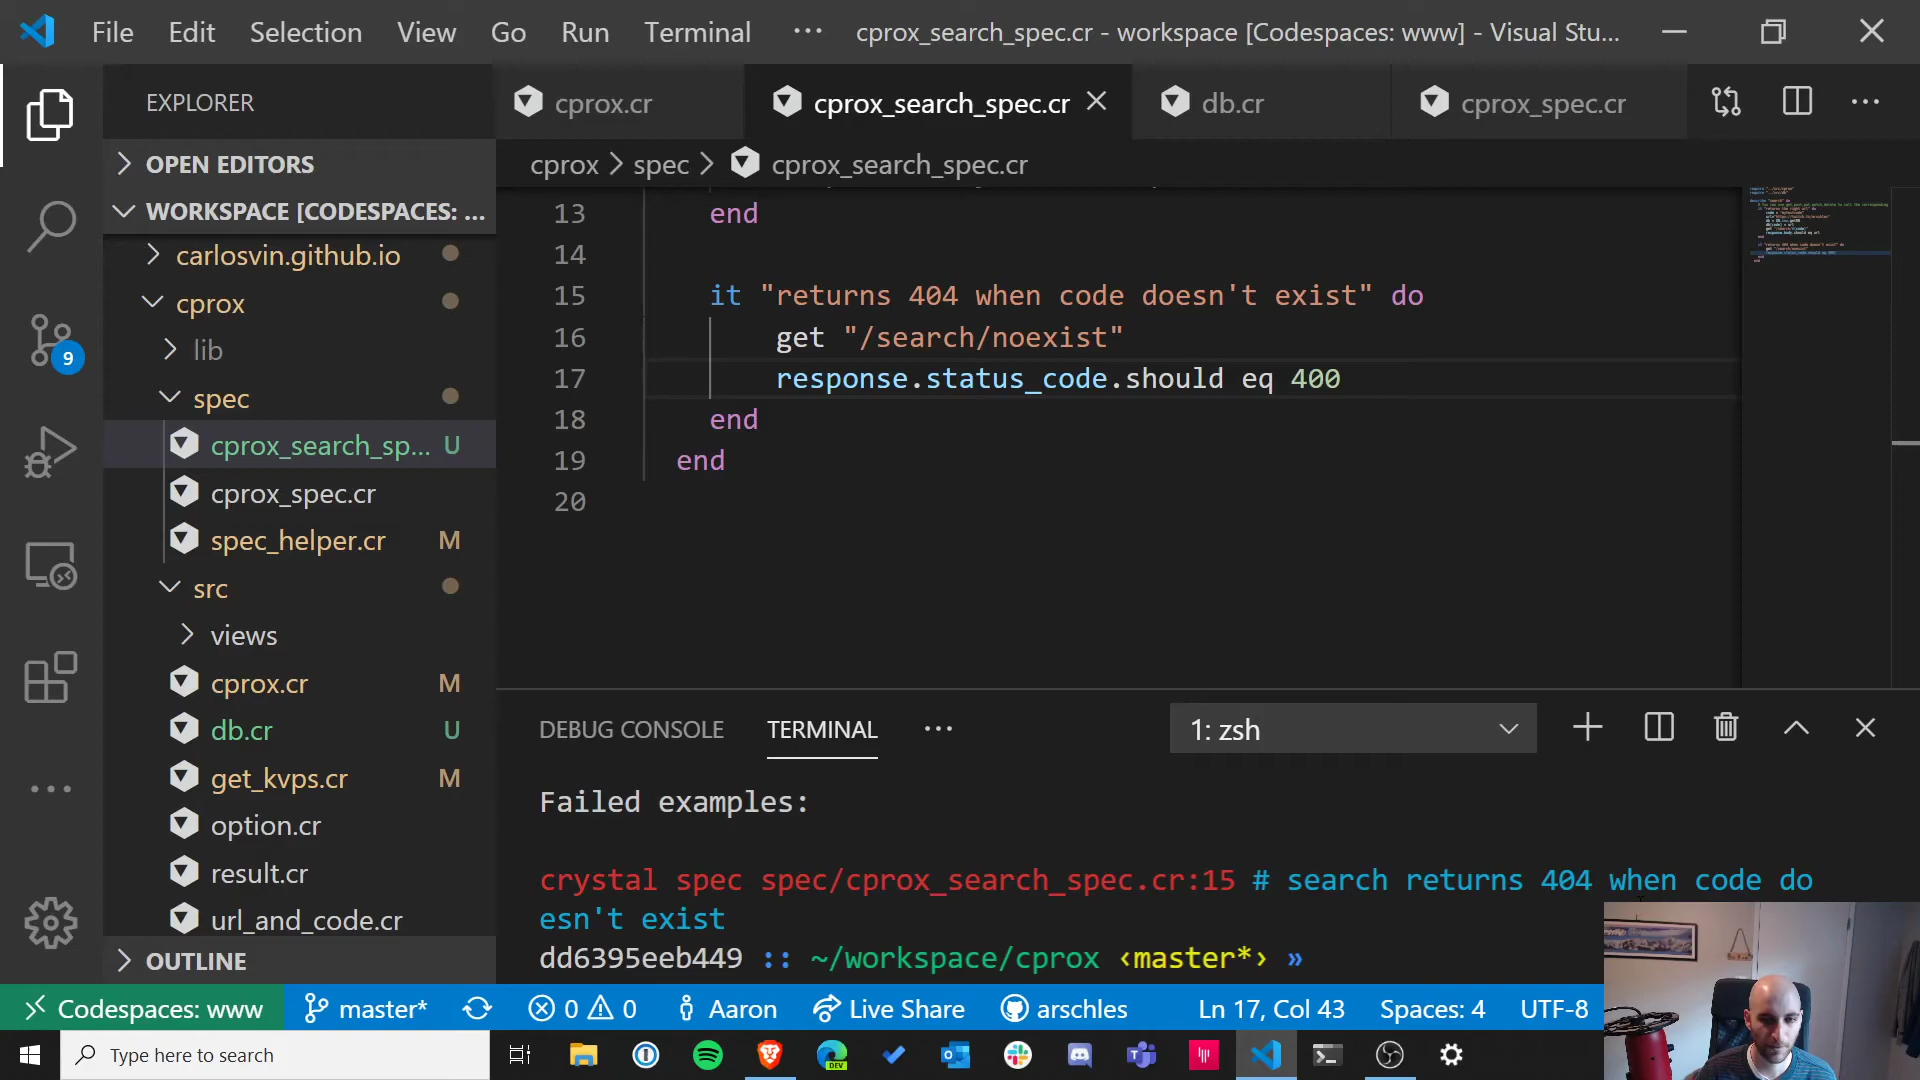 File Edit Selection View Go Run Terminal ··· cprox_search_spec.cr - workspace [Codespaces: www] - Visual Stu...
EXPLORER
cprox.cr cprox_search_spec.cr db.cr cprox_spec.cr
OPEN EDITORS
cprox > spec > cprox_search_spec.cr
WORKSPACE [CODESPACES: ...
carlosvin.github.io
cprox
lib
spec
cprox_search_sp... U
cprox_spec.cr
spec_helper.cr M
src
views
cprox.cr M
db.cr U
get_kvps.cr M
option.cr
result.cr
url_and_code.cr
OUTLINE
9
13 end
14
15 it "returns 404 when code doesn't exist" do
16 get "/search/noexist"
17 response.status_code.should eq 400
18 end
19 end
20
DEBUG CONSOLE TERMINAL ··· 1: zsh
Failed examples:
crystal spec spec/cprox_search_spec.cr:15 # search returns 404 when code do
esn't exist
dd6395eeb449 :: ~/workspace/cprox ‹master*› »
Codespaces: www master* 0 0 Aaron Live Share arschles Ln 17, Col 43 Spaces: 4 UTF-8
Type here to search
DEV